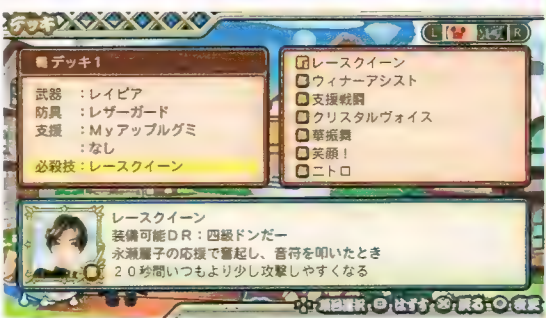 デッキ
L R
デッキ1
武器 :レイピア
防具 :レザーガード
支援 :Myアップルグミ
:なし
必殺技:レースクイーン
レースクイーン
ウィナーアシスト
支援戦闘
クリスタルヴォイス
華振舞
笑顔!
ニトロ
レースクイーン
装備可能DR:四級ドンだー
永瀬麗子の応援で奮起し、音符を叩いたとき
20秒間いつもより少し攻撃しやすくなる
項目選択 はずす 戻る 変更